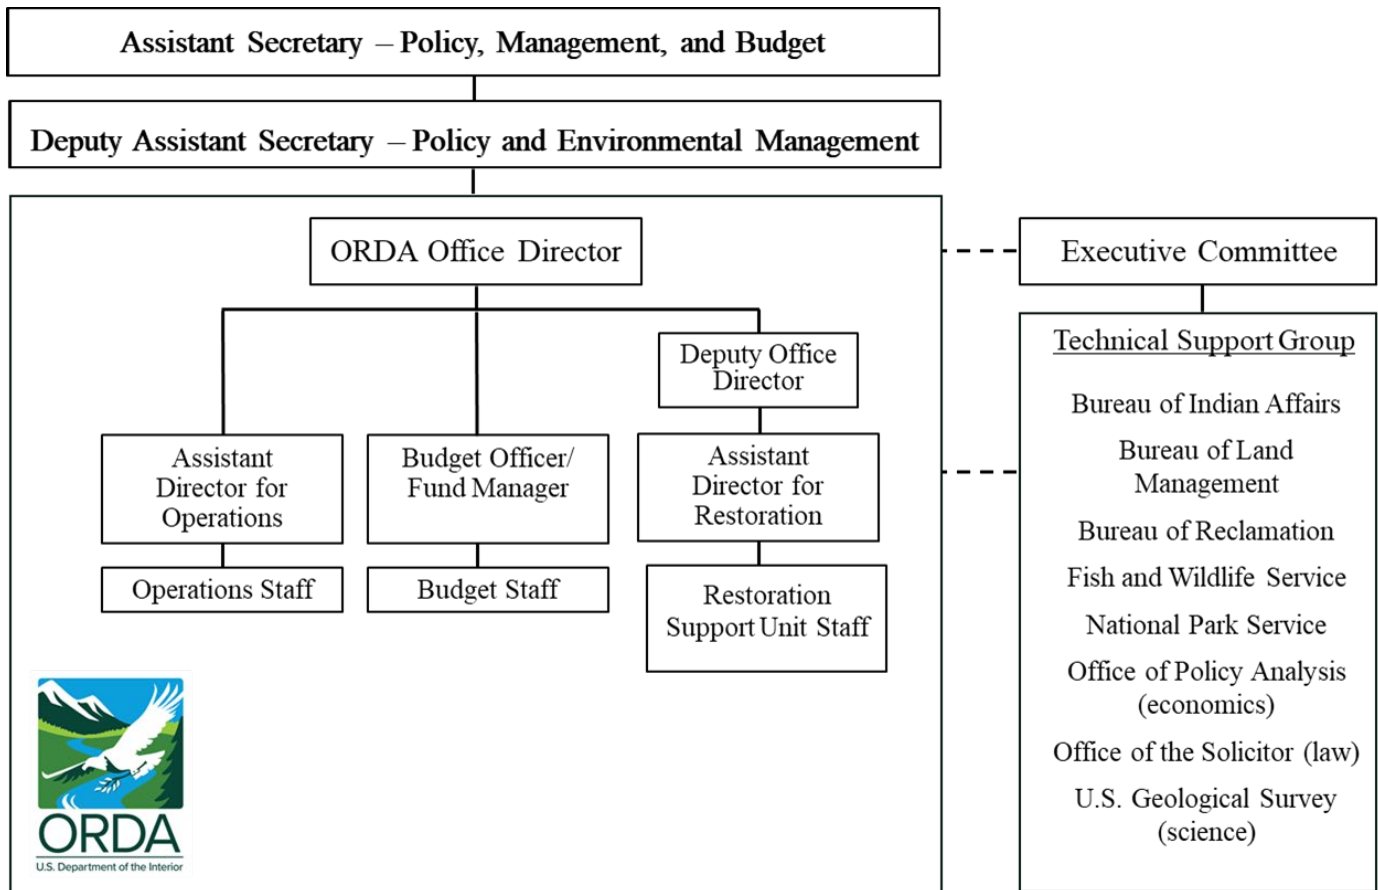 Assistant Secretary – Policy, Management, and Budget
Deputy Assistant Secretary – Policy and Environmental Management
ORDA Office Director
Deputy Office
Director
Assistant
Director for
Operations
Budget Officer/
Fund Manager
Assistant
Director for
Restoration
Operations Staff
Budget Staff
Restoration
Support Unit Staff
ORDA
U.S. Department of the Interior
Executive Committee
Technical Support Group
Bureau of Indian Affairs
Bureau of Land
Management
Bureau of Reclamation
Fish and Wildlife Service
National Park Service
Office of Policy Analysis
(economics)
Office of the Solicitor (law)
U.S. Geological Survey
(science)